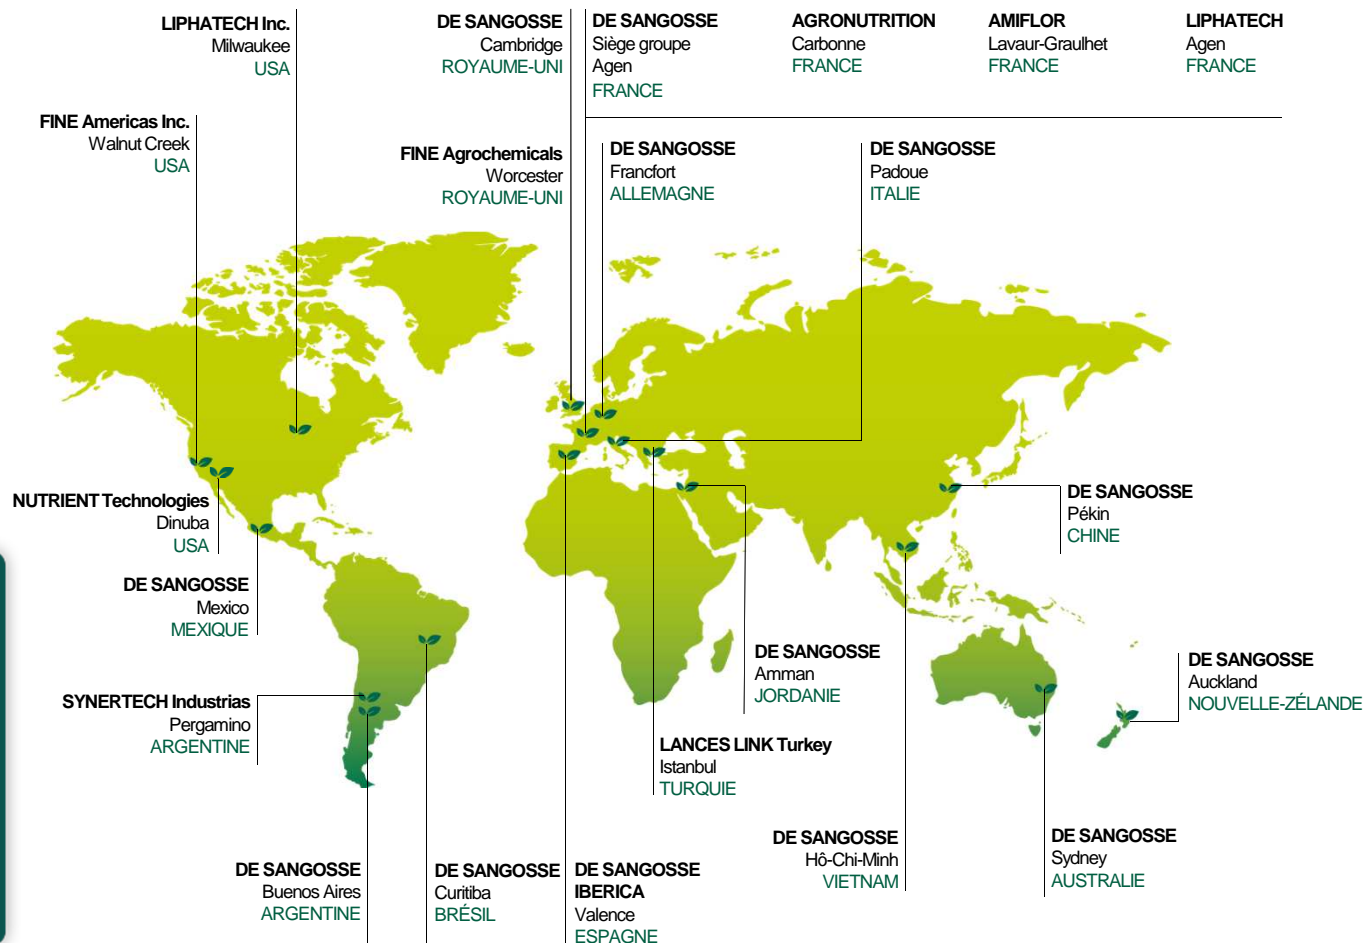 LIPHATECH Inc.
Milwaukee
USA
DE SANGOSSE
Cambridge
ROYAUME-UNI
DE SANGOSSE
Siège groupe
Agen
FRANCE
AGRONUTRITION
Carbonne
FRANCE
AMIFLOR
Lavaur-Graulhet
FRANCE
LIPHATECH
Agen
FRANCE
FINE Americas Inc.
Walnut Creek
USA
FINE Agrochemicals
Worcester
ROYAUME-UNI
DE SANGOSSE
Francfort
ALLEMAGNE
DE SANGOSSE
Padoue
ITALIE
NUTRIENT Technologies
Dinuba
USA
DE SANGOSSE
Pékin
CHINE
DE SANGOSSE
Mexico
MEXIQUE
DE SANGOSSE
Amman
JORDANIE
DE SANGOSSE
Auckland
NOUVELLE-ZÉLANDE
SYNERTECH Industrias
Pergamino
ARGENTINE
LANCES LINK Turkey
Istanbul
TURQUIE
DE SANGOSSE
Hô-Chi-Minh
VIETNAM
DE SANGOSSE
Sydney
AUSTRALIE
DE SANGOSSE
Buenos Aires
ARGENTINE
DE SANGOSSE
Curitiba
BRÉSIL
DE SANGOSSE
IBERICA
Valence
ESPAGNE